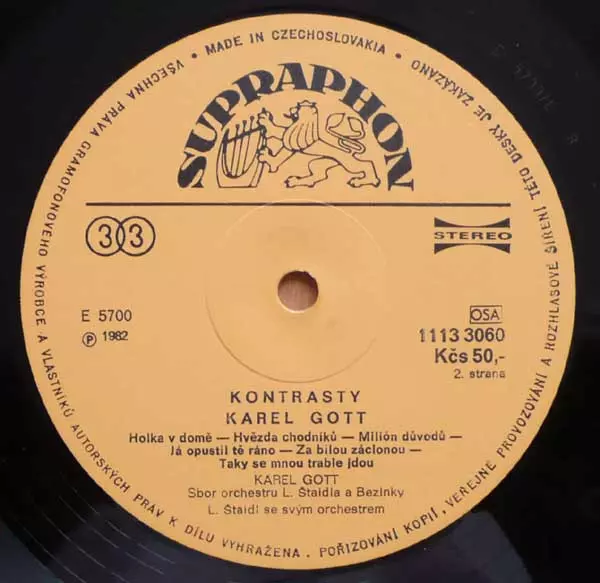 VŠECHNA PRÁVA GRAMOFONOVÉHO VÝROBCE A VLASTNÍKŮ AUTORSKÝCH PRÁV K DÍLU VYHRAŽENA. POŘIZOVÁNÍ KOPIÍ, VEŘEJNÉ PROVOZOVÁNÍ A ROZHLASOVÉ ŠÍŘENÍ TÉTO DESKY JE ZAKÁZÁNO
• MADE IN CZECHOSLOVAKIA •
SUPRAPHON
33
STEREO
E 5700
OSA
℗ 1982
1113 3060
Kčs 50,-
2. strana
KONTRASTY
KAREL GOTT
Holka v domě — Hvězda chodníků — Milión důvodů —
Já opustil tě ráno — Za bílou záclonou —
Taky se mnou trable jdou
KAREL GOTT
Sbor orchestru L. Štaidla a Bezinky
L. Štaidl se svým orchestrem